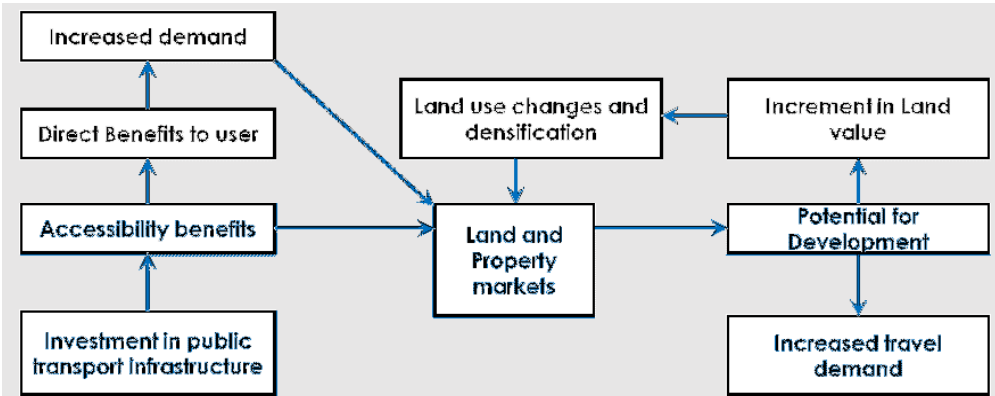 Increased demand
Direct Benefits to user
Accessibility benefits
Investment in public
transport infrastructure
Land use changes and
densification
Land and
Property
markets
Increment in Land
value
Potential for
Development
Increased travel
demand